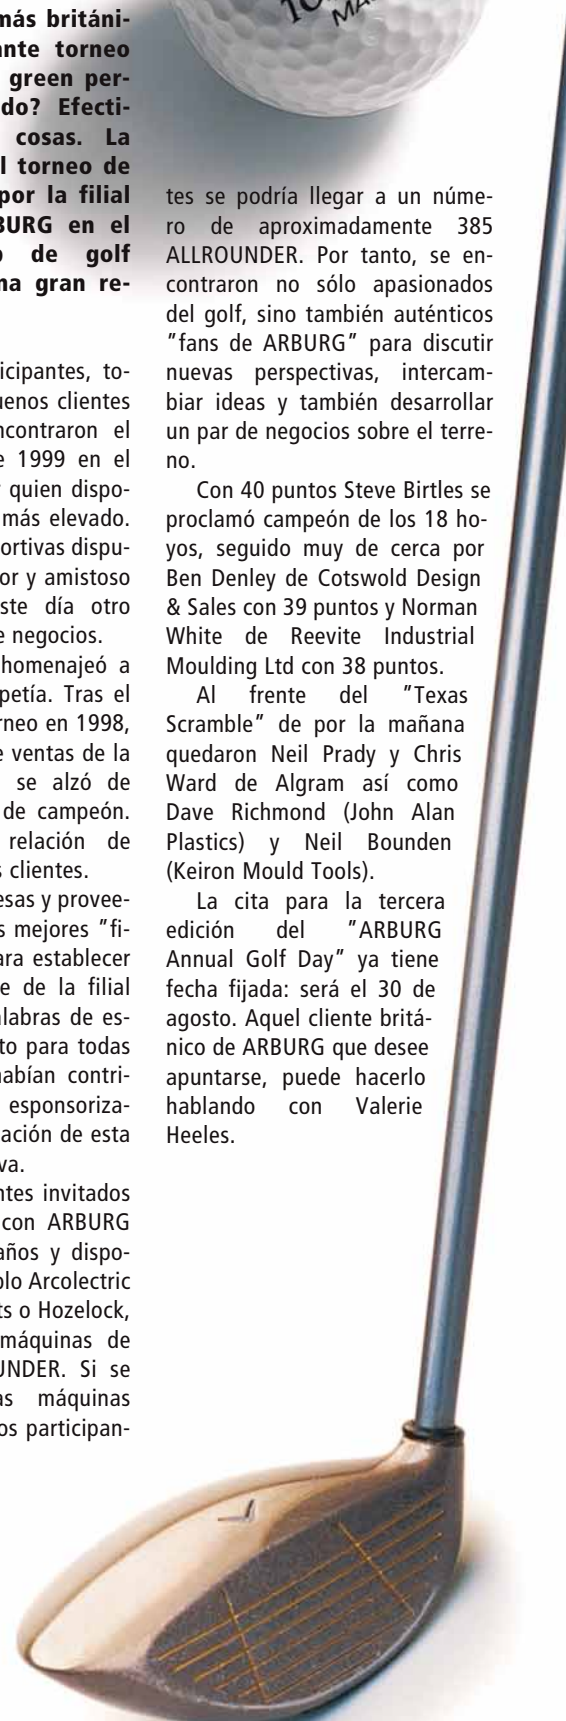 más británi-
ante torneo
green per-
do? Efecti-
cosas. La
l torneo de
por la filial
BURG en el
de golf
na gran re-
icipantes, to-
uenos clientes
ncontraron el
e 1999 en el
quien dispo-
más elevado.
ortivas dispu-
or y amistoso
ste día otro
e negocios.
homenajeó a
petía. Tras el
rneo en 1998,
e ventas de la
se alzó de
de campeón.
relación de
s clientes.
esas y provee-
s mejores "fi-
ara establecer
e de la filial
labras de es-
to para todas
habían contri-
esponsoriza-
ación de esta
va.
ntes invitados
con ARBURG
años y dispo-
plo Arcolectric
ts o Hozelock,
máquinas de
UNDER. Si se
as máquinas
os participan-
tes se podría llegar a un núme-
ro de aproximadamente 385
ALLROUNDER. Por tanto, se en-
contraron no sólo apasionados
del golf, sino también auténticos
"fans de ARBURG" para discutir
nuevas perspectivas, intercam-
biar ideas y también desarrollar
un par de negocios sobre el terre-
no.
Con 40 puntos Steve Birtles se
proclamó campeón de los 18 ho-
yos, seguido muy de cerca por
Ben Denley de Cotswold Design
& Sales con 39 puntos y Norman
White de Reevite Industrial
Moulding Ltd con 38 puntos.
Al frente del "Texas
Scramble" de por la mañana
quedaron Neil Prady y Chris
Ward de Algram así como
Dave Richmond (John Alan
Plastics) y Neil Bounden
(Keiron Mould Tools).
La cita para la tercera
edición del "ARBURG
Annual Golf Day" ya tiene
fecha fijada: será el 30 de
agosto. Aquel cliente britá-
nico de ARBURG que desee
apuntarse, puede hacerlo
hablando con Valerie
Heeles.